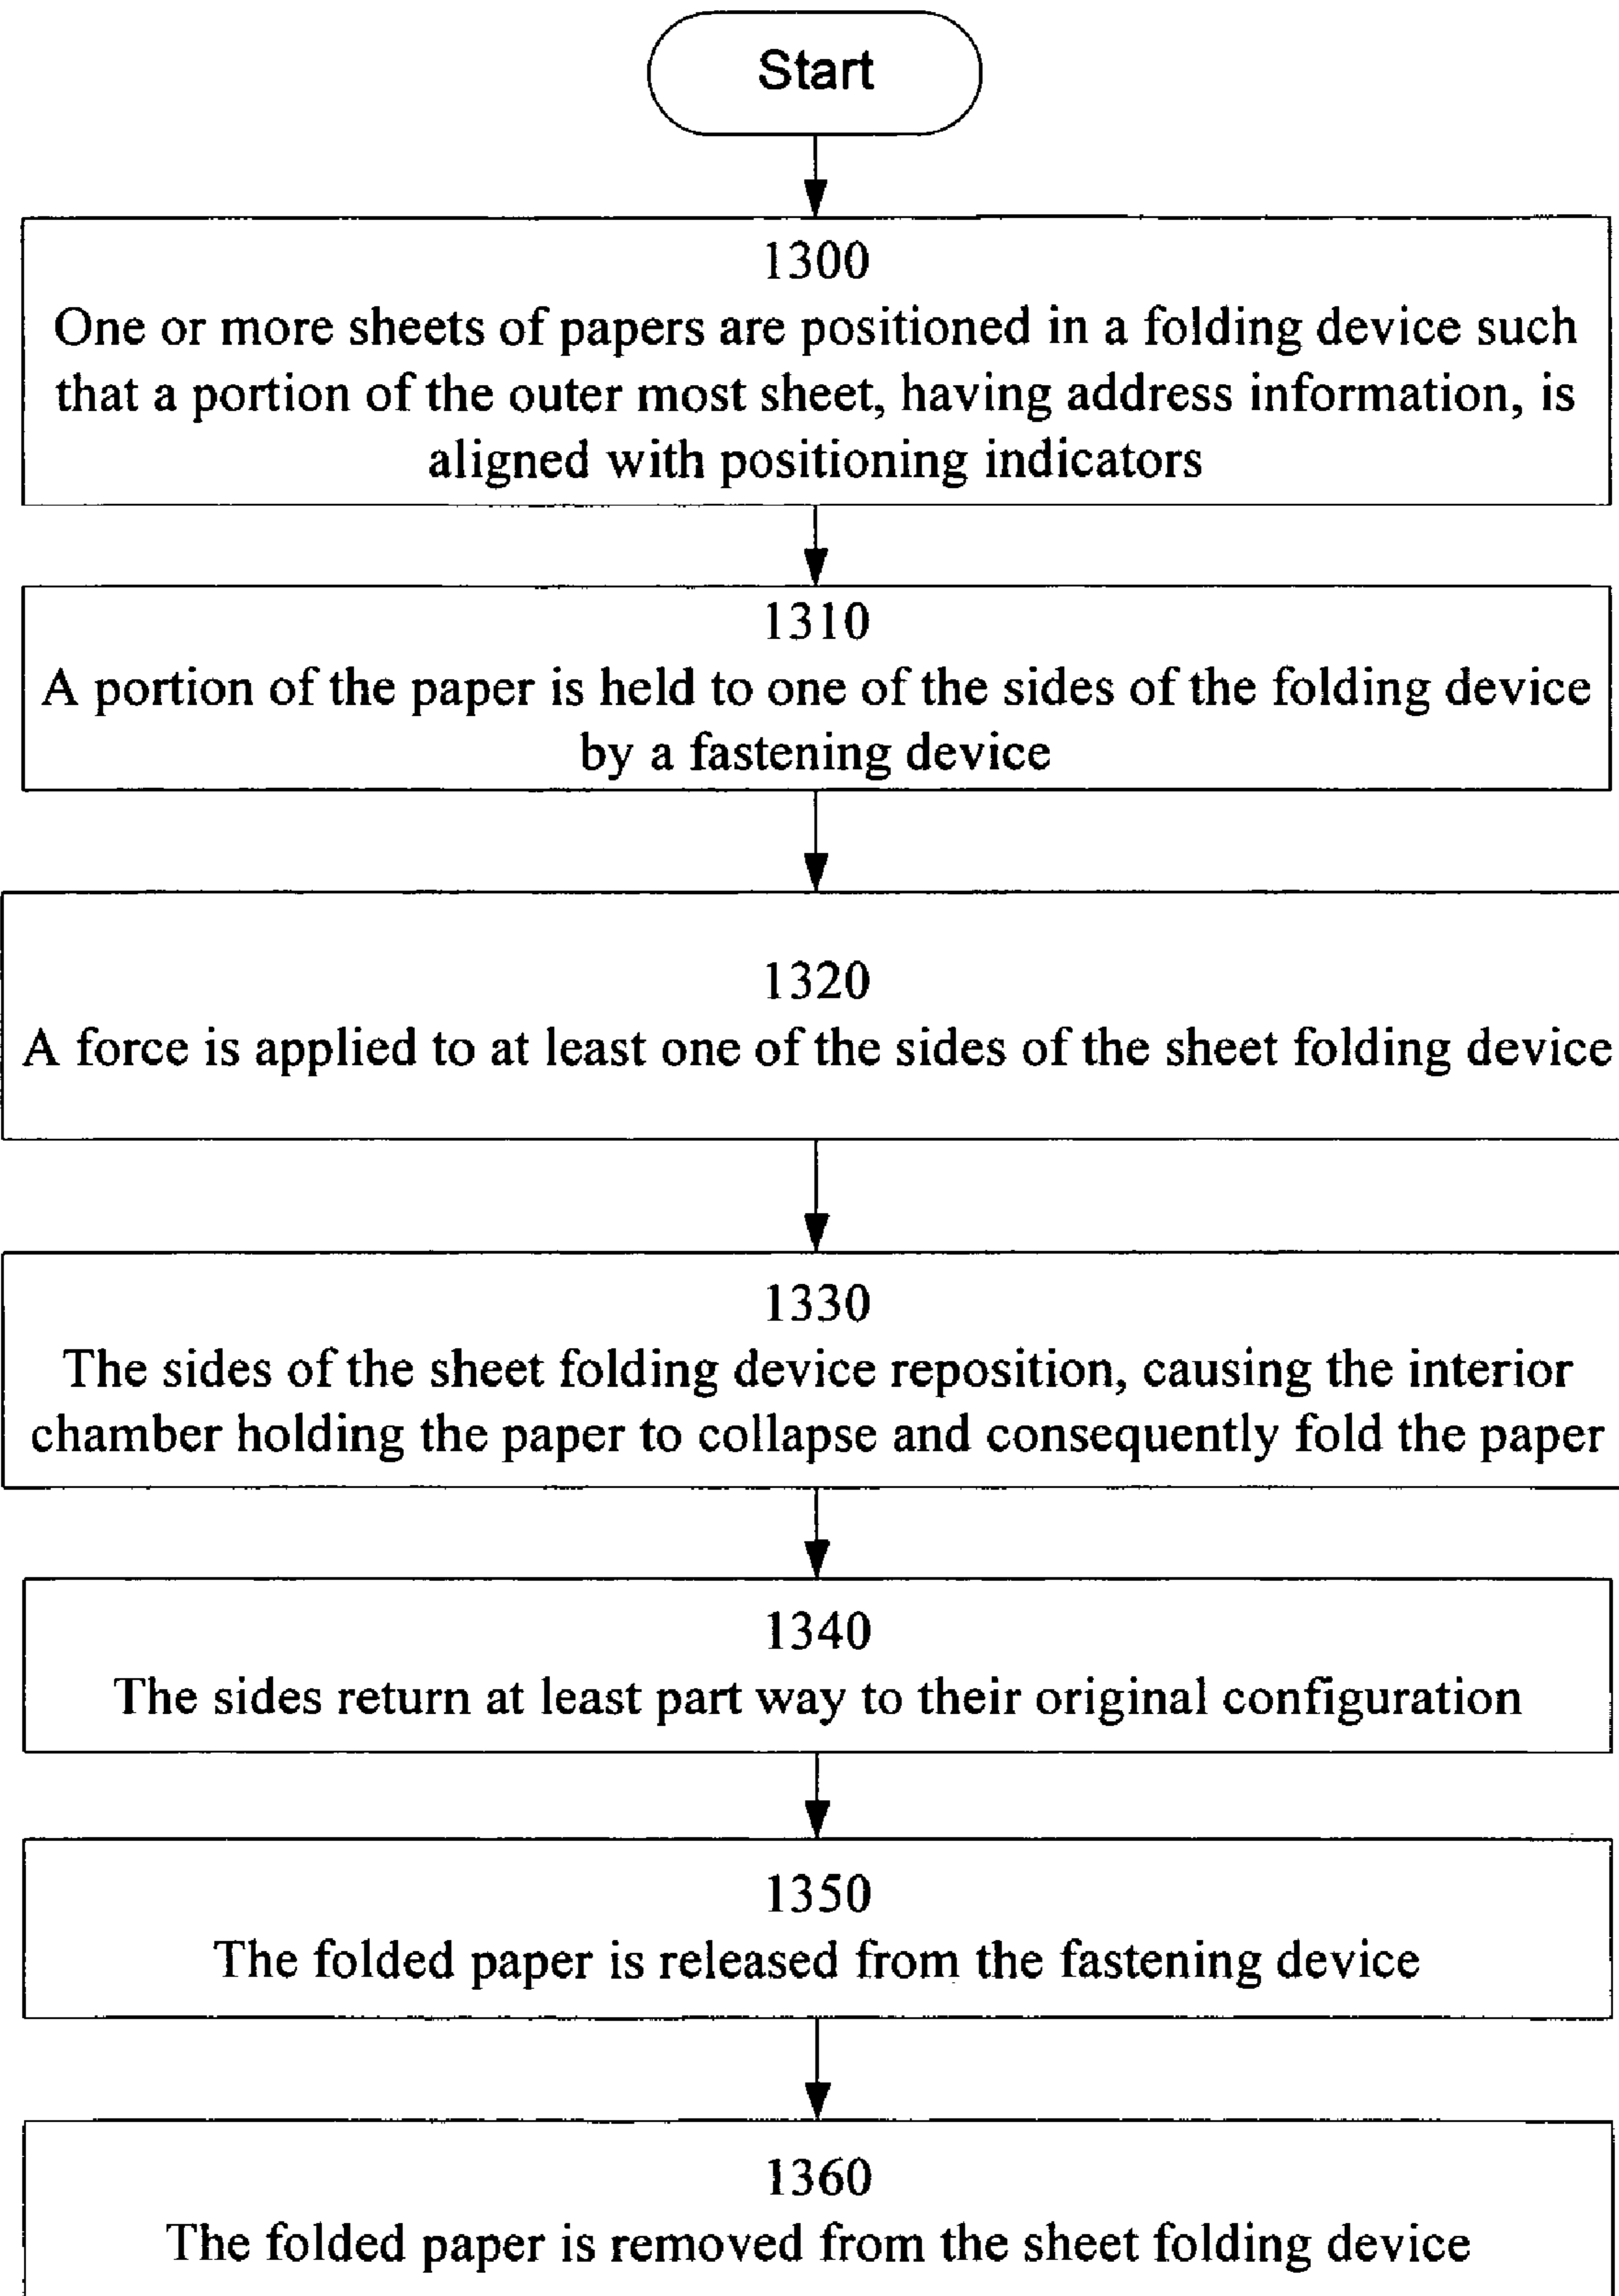 Start
1300
One or more sheets of papers are positioned in a folding device such
that a portion of the outer most sheet, having address information, is
aligned with positioning indicators
1310
A portion of the paper is held to one of the sides of the folding device
by a fastening device
1320
A force is applied to at least one of the sides of the sheet folding device
1330
The sides of the sheet folding device reposition, causing the interior
chamber holding the paper to collapse and consequently fold the paper
1340
The sides return at least part way to their original configuration
1350
The folded paper is released from the fastening device
1360
The folded paper is removed from the sheet folding device